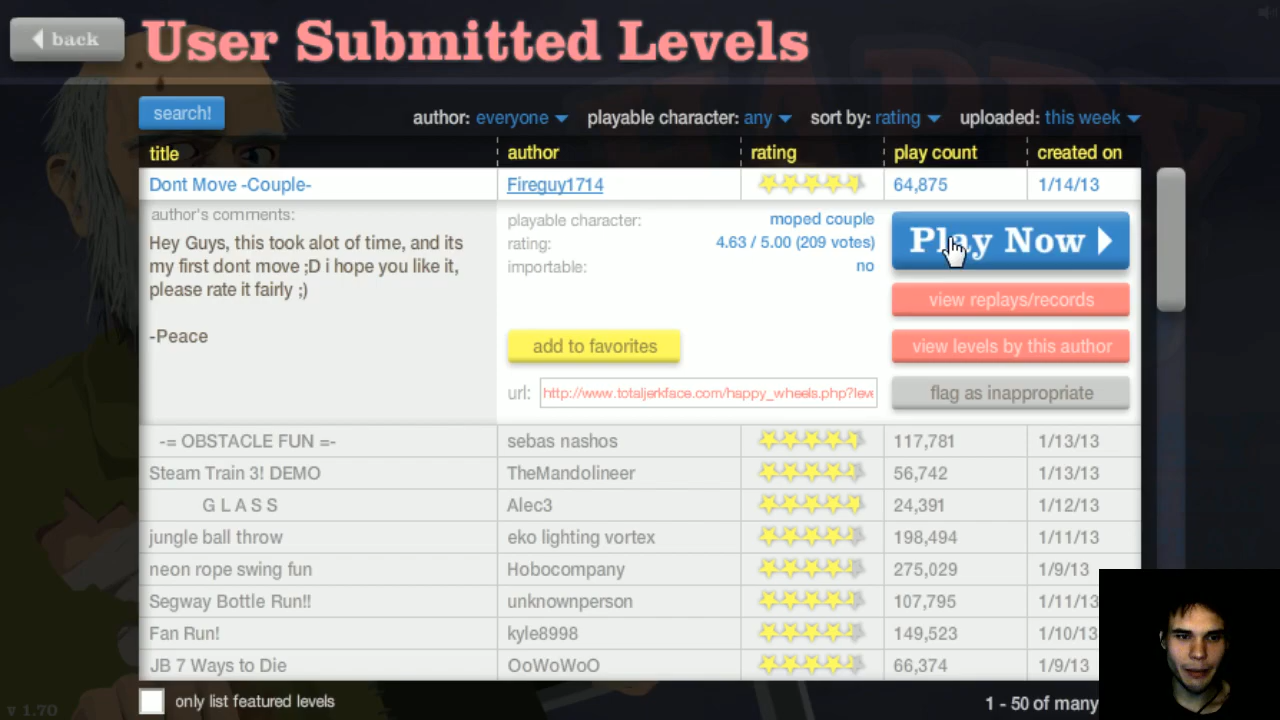 back
User Submitted Levels
search!
author: everyone
playable character: any
sort by: rating
uploaded: this week
title
author
rating
play count
created on
Dont Move -Couple-
Fireguy1714
64,875
1/14/13
author's comments:
Hey Guys, this took alot of time, and its
my first dont move ;D i hope you like it,
please rate it fairly ;)
-Peace
playable character: moped couple
rating: 4.63 / 5.00 (209 votes)
importable: no
add to favorites
url: http://www.totaljerkface.com/happy_wheels.php?leve
Play Now
view replays/records
view levels by this author
flag as inappropriate
-= OBSTACLE FUN =- sebas nashos 117,781 1/13/13
Steam Train 3! DEMO TheMandolineer 56,742 1/13/13
G L A S S Alec3 24,391 1/12/13
jungle ball throw eko lighting vortex 198,494 1/11/13
neon rope swing fun Hobocompany 275,029 1/9/13
Segway Bottle Run!! unknownperson 107,795 1/11/13
Fan Run! kyle8998 149,523 1/10/13
JB 7 Ways to Die OoWoWoO 66,374 1/9/13
only list featured levels
1 - 50 of many
v 1.70